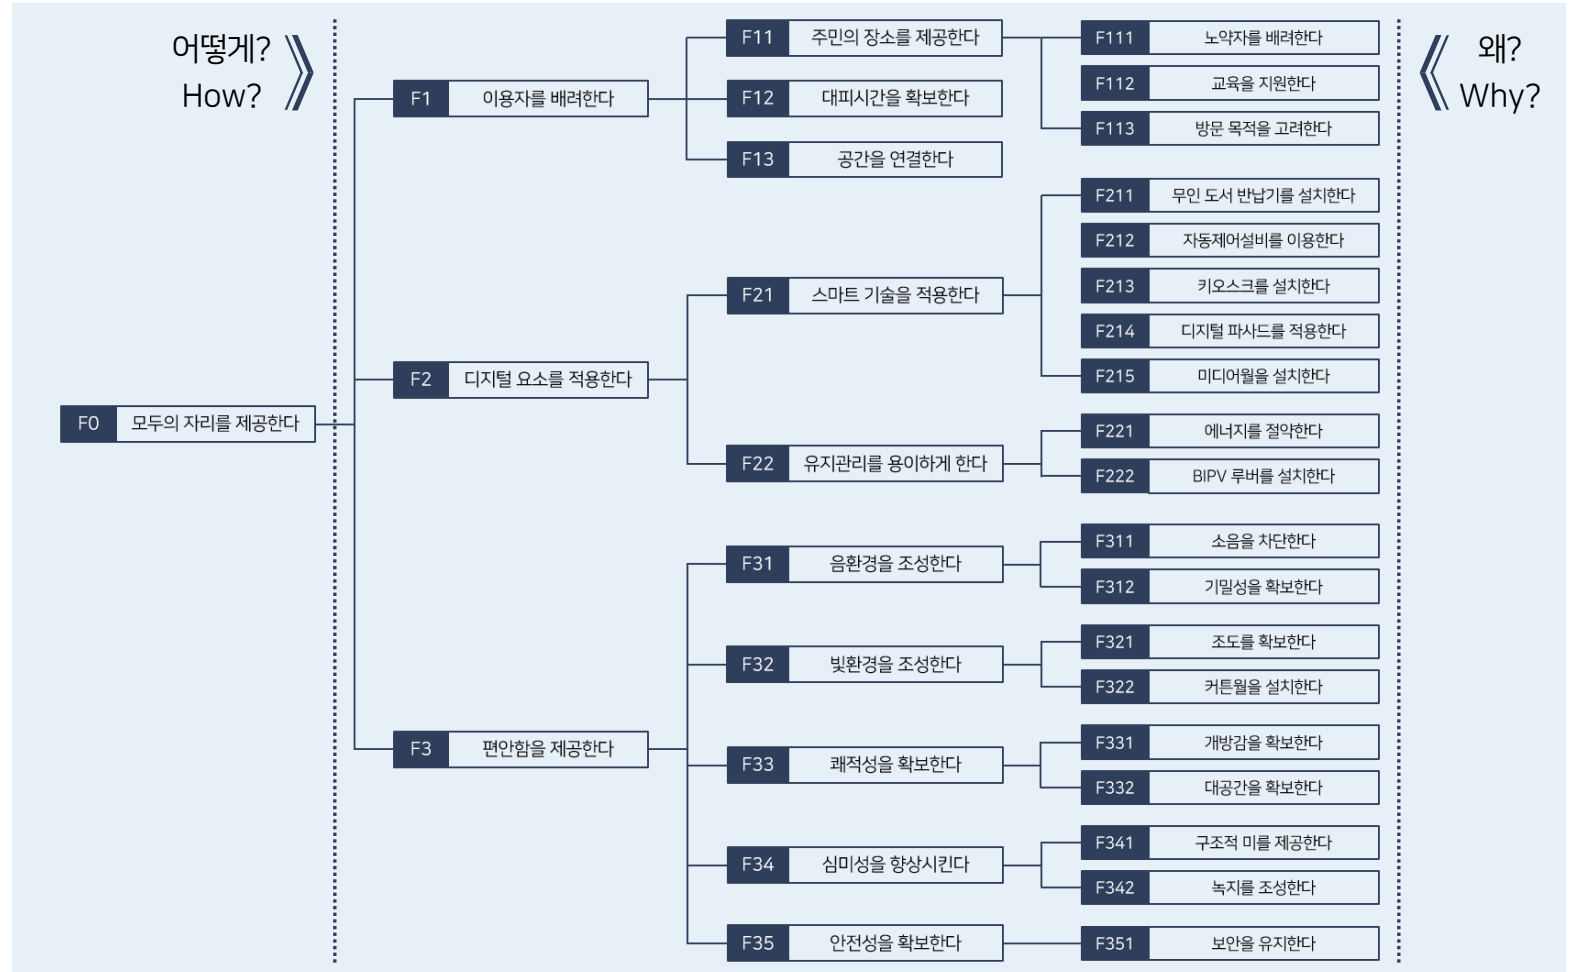 어떻게?
How?
왜?
Why?
F0 모두의 자리를 제공한다
F1 이용자를 배려한다
F11 주민의 장소를 제공한다
F111 노약자를 배려한다
F112 교육을 지원한다
F113 방문 목적을 고려한다
F12 대피시간을 확보한다
F13 공간을 연결한다
F2 디지털 요소를 적용한다
F21 스마트 기술을 적용한다
F211 무인 도서 반납기를 설치한다
F212 자동제어설비를 이용한다
F213 키오스크를 설치한다
F214 디지털 파사드를 적용한다
F215 미디어월을 설치한다
F22 유지관리를 용이하게 한다
F221 에너지를 절약한다
F222 BIPV 루버를 설치한다
F3 편안함을 제공한다
F31 음환경을 조성한다
F311 소음을 차단한다
F312 기밀성을 확보한다
F32 빛환경을 조성한다
F321 조도를 확보한다
F322 커튼월을 설치한다
F33 쾌적성을 확보한다
F331 개방감을 확보한다
F332 대공간을 확보한다
F34 심미성을 향상시킨다
F341 구조적 미를 제공한다
F342 녹지를 조성한다
F35 안전성을 확보한다
F351 보안을 유지한다